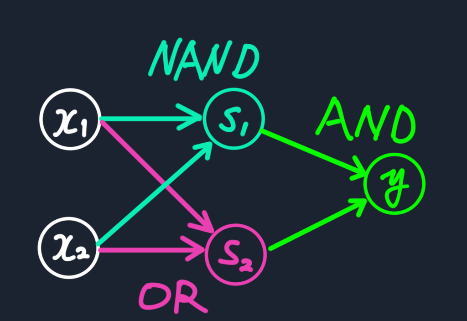 NAND
x₁
s₁
AND
y
x₂
s₂
OR